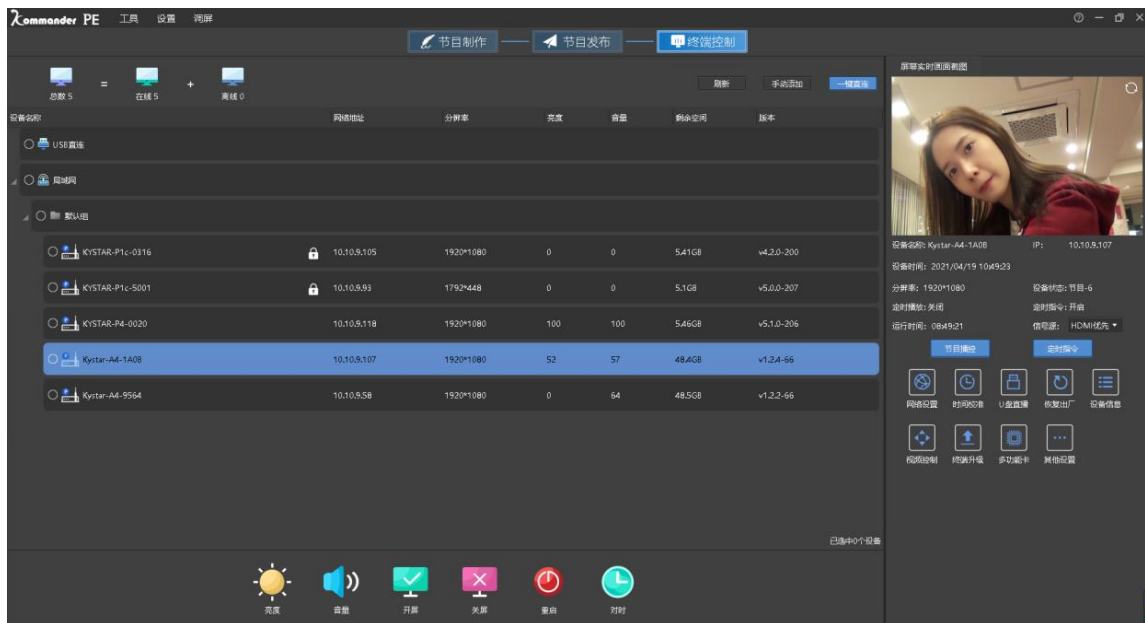 Kommander PE 工具 设置 调屏
节目制作 节目发布 终端控制
总数 5 = 在线 5 + 离线 0
刷新 手动添加 一键直连
设备名称 网络地址 分辨率 亮度 音量 剩余空间 版本
USB直连
局域网
默认组
KYSTAR-P1c-0316 10.10.9.105 1920*1080 0 0 5.41GB v4.2.0-200
KYSTAR-P1c-5001 10.10.9.93 1792*448 0 0 5.1GB v5.0.0-207
KYSTAR-P4-0020 10.10.9.118 1920*1080 100 100 5.46GB v5.1.0-206
Kystar-A4-1A0B 10.10.9.107 1920*1080 52 57 48.4GB v1.2.4-66
Kystar-A4-9564 10.10.9.58 1920*1080 0 64 48.5GB v1.2.2-66
已选中0个设备
亮度 音量 开屏 关屏 重启 对时
屏幕实时画面截图
设备名称: Kystar-A4-1A0B IP: 10.10.9.107
设备时间: 2021/04/19 10:49:23
分辨率: 1920*1080 设备状态: 节目-6
定时播放: 关闭 定时指令: 开启
运行时间: 08:49:21 信号源: HDMI优先
节目播控 定时指令
网络设置 时间校准 U盘直播 恢复出厂 设备信息
视频控制 终端升级 多功能卡 其他设置